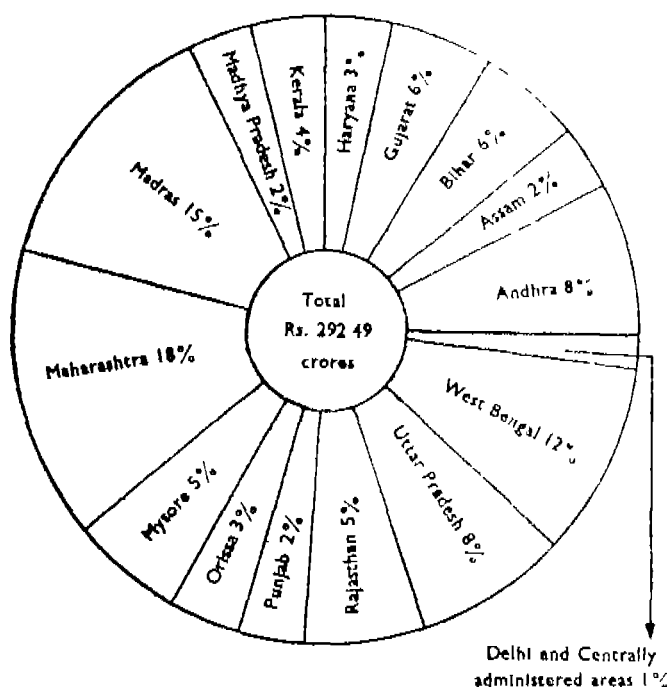 Kerala 4%
Haryana 3%
Gujarat 6%
Bihar 6%
Assam 2%
Andhra 8%
Delhi and Centrally
administered areas 1%
West Bengal 12%
Uttar Pradesh 8%
Rajasthan 5%
Punjab 2%
Orissa 3%
Mysore 5%
Maharashtra 18%
Madras 15%
Madhya Pradesh 2%
Total
Rs. 292 49
crores